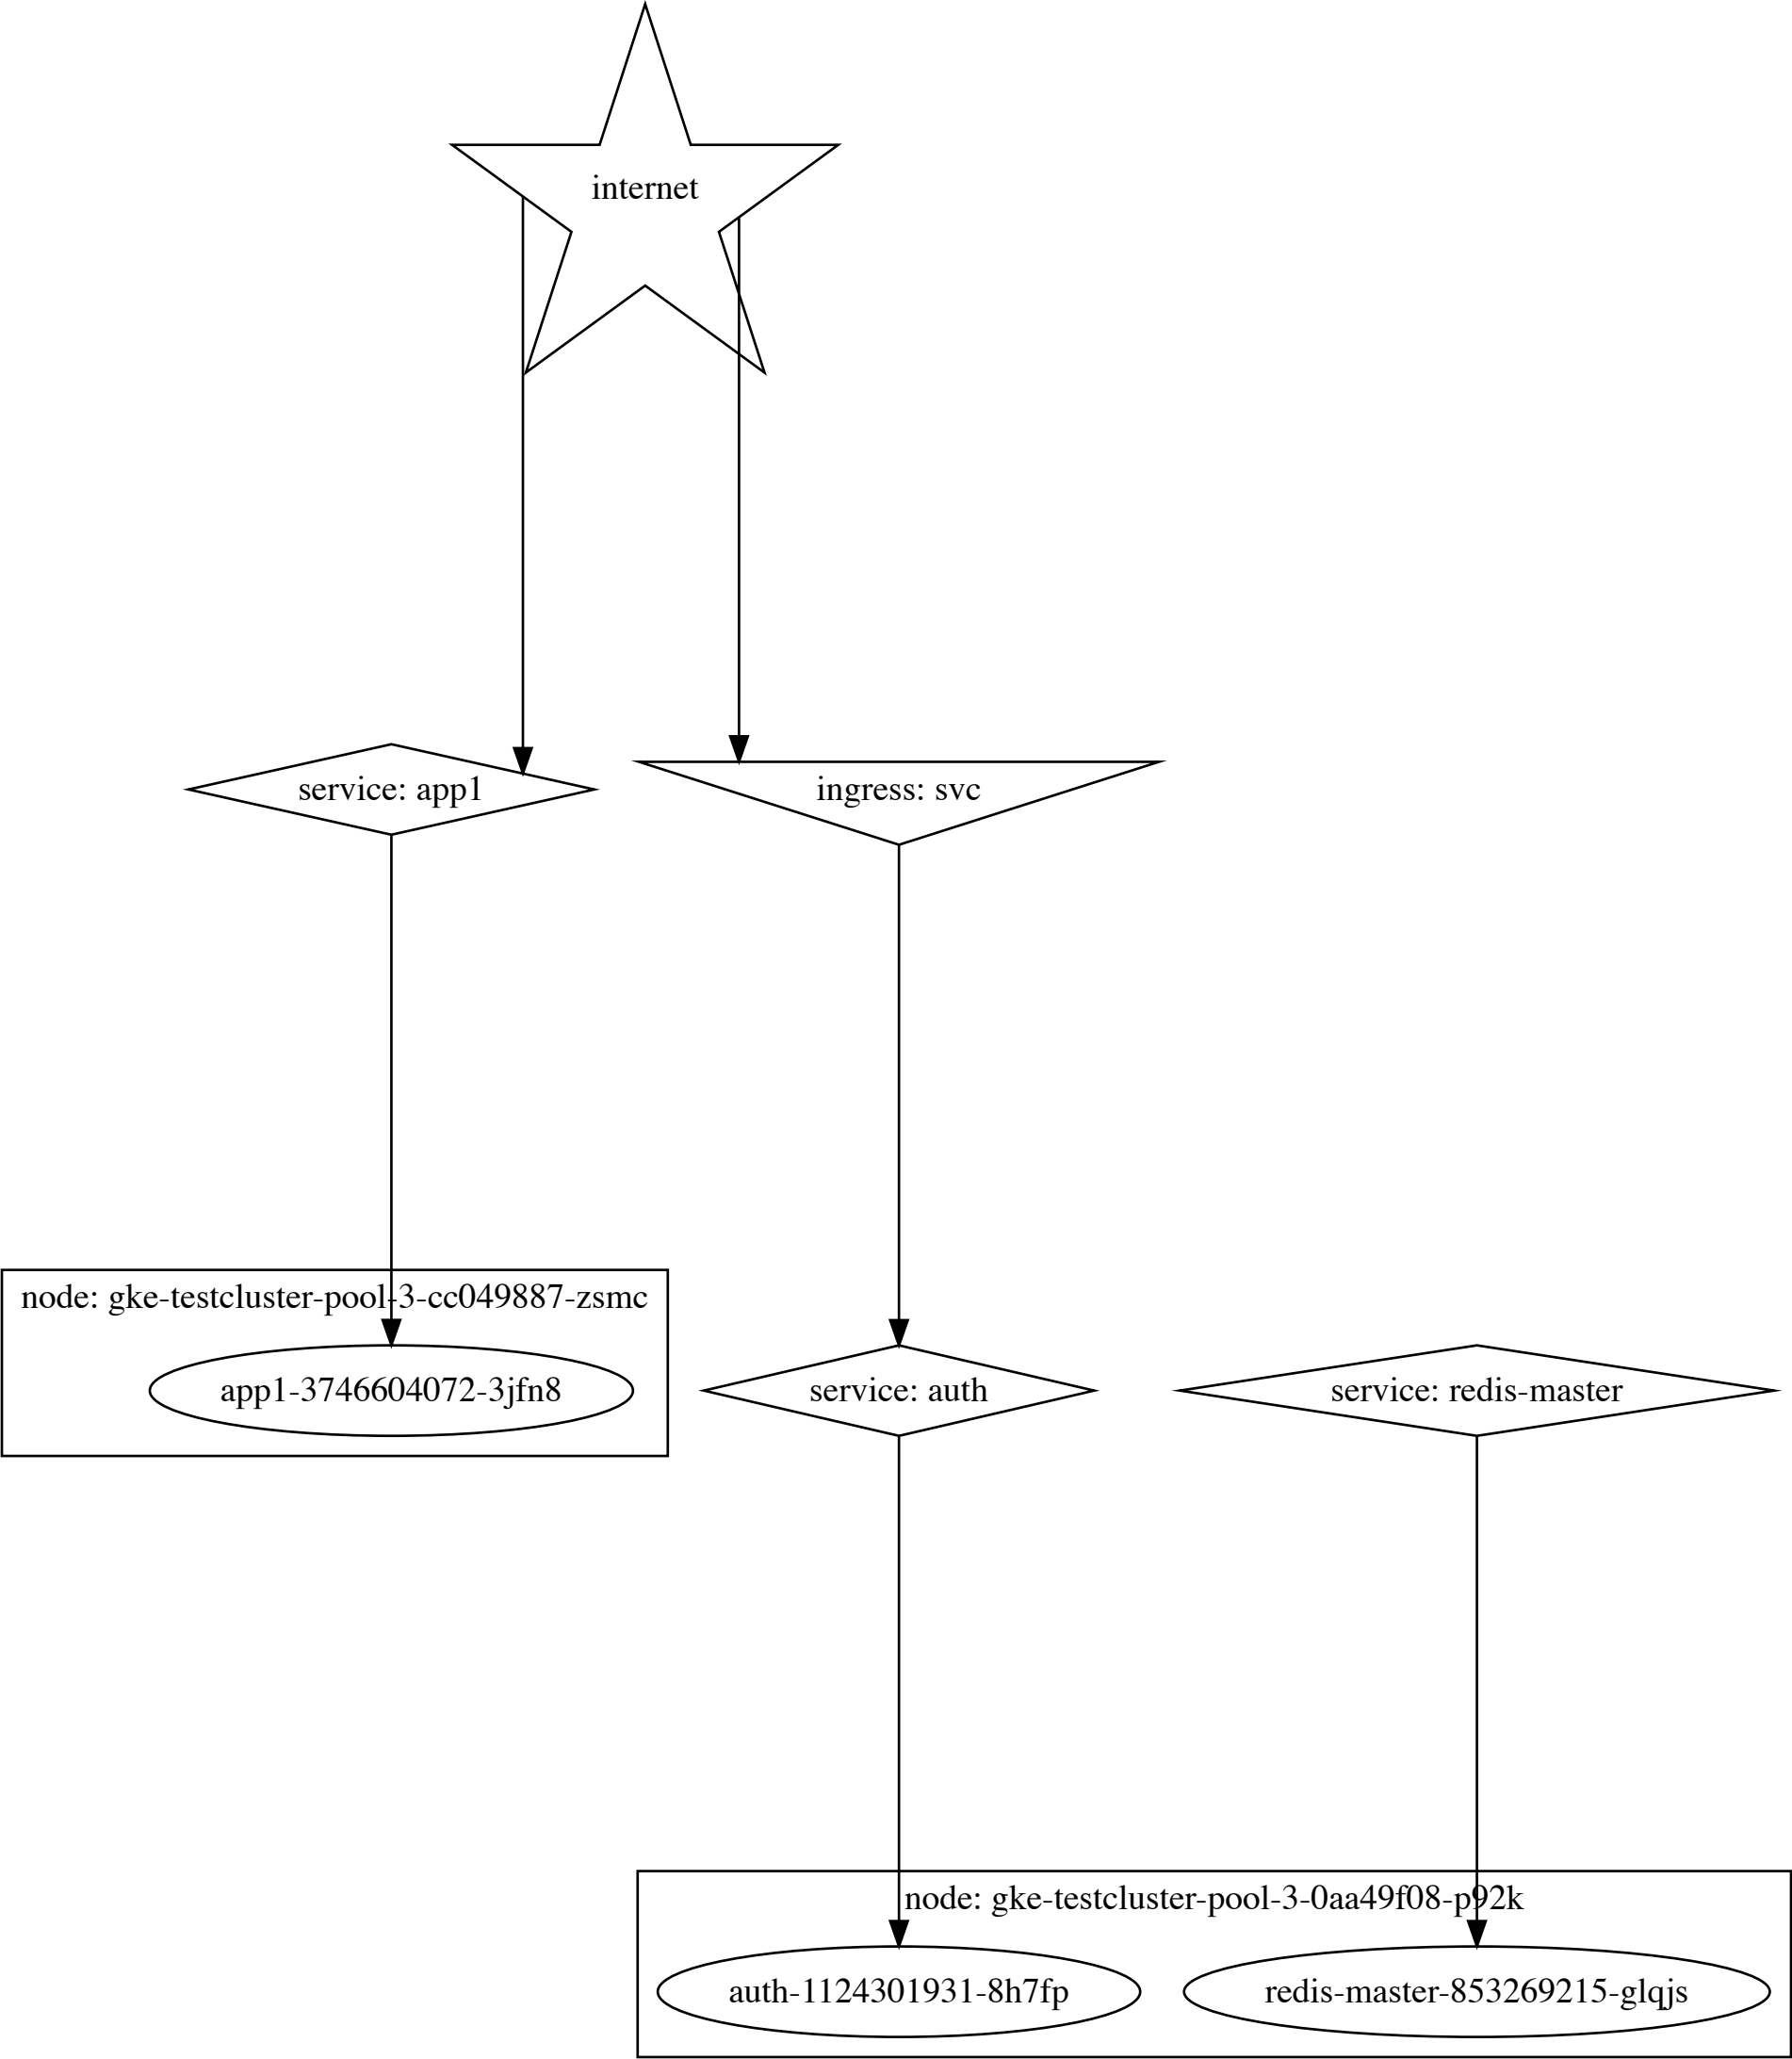 internet
service: app1
ingress: svc
node: gke-testcluster-pool-3-cc049887-zsmc
app1-3746604072-3jfn8
service: auth
service: redis-master
node: gke-testcluster-pool-3-0aa49f08-p92k
auth-1124301931-8h7fp
redis-master-853269215-glqjs